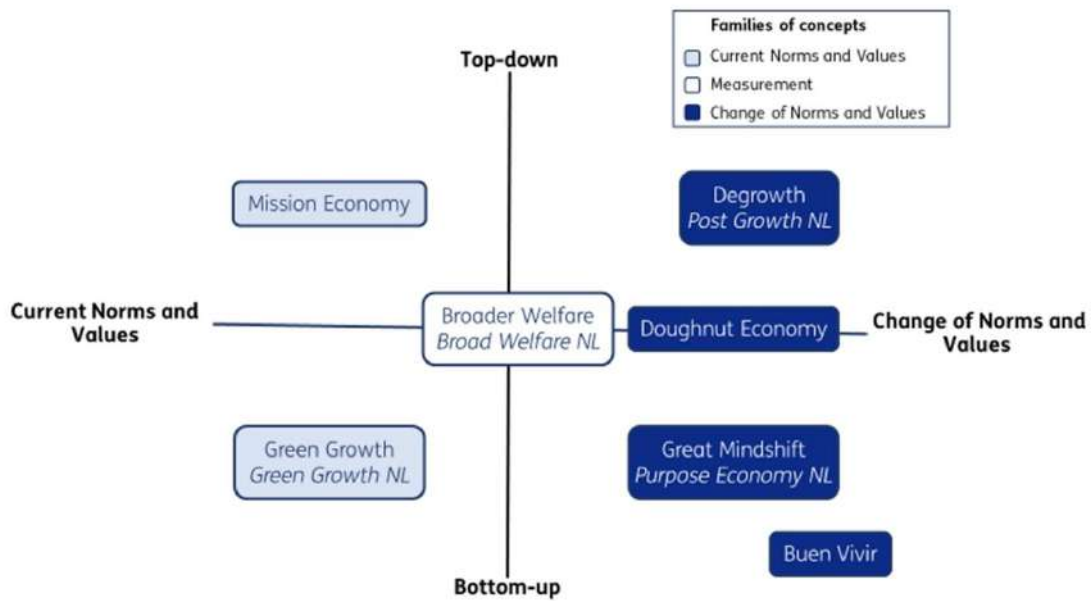 Families of concepts
Current Norms and Values
Measurement
Change of Norms and Values
Top-down
Mission Economy
Degrowth
Post Growth NL
Current Norms and
Values
Broader Welfare
Broad Welfare NL
Doughnut Economy
Change of Norms and
Values
Green Growth
Green Growth NL
Great Mindshift
Purpose Economy NL
Buen Vivir
Bottom-up